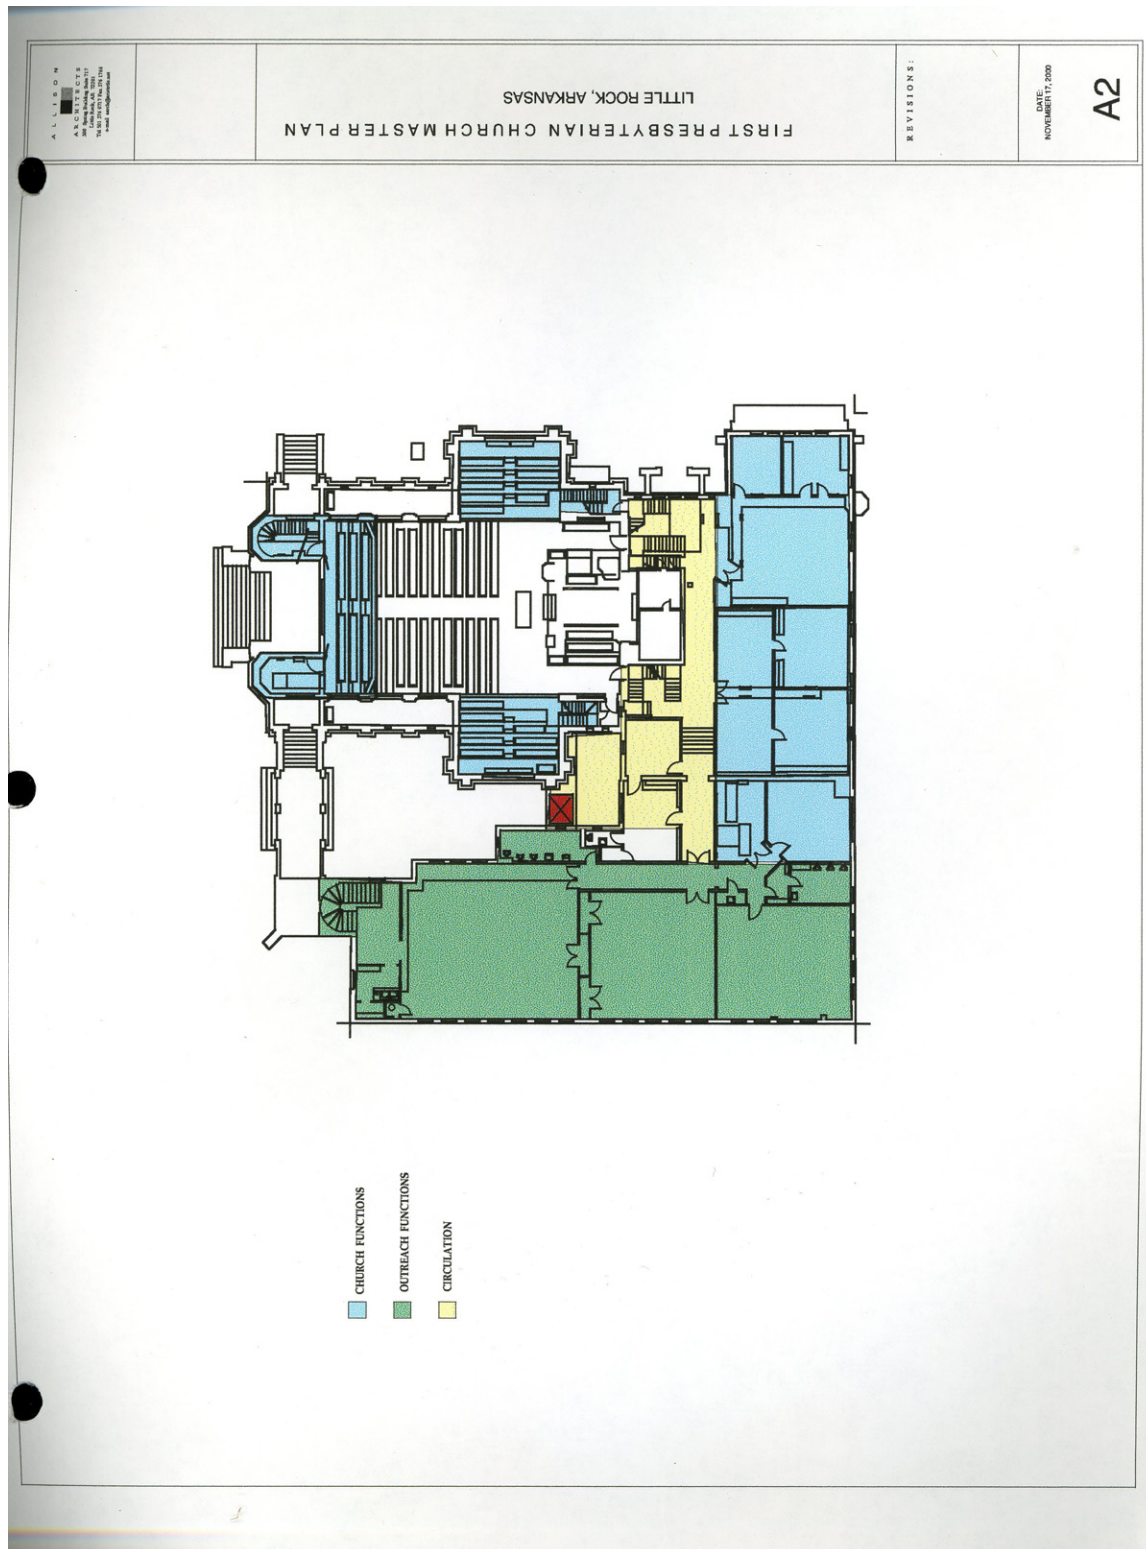 ALLISON
ARCHITECTS
FIRST PRESBYTERIAN CHURCH MASTER PLAN
LITTLE ROCK, ARKANSAS
REVISIONS:
DATE:
NOVEMBER 17, 2000
A2
CHURCH FUNCTIONS
OUTREACH FUNCTIONS
CIRCULATION